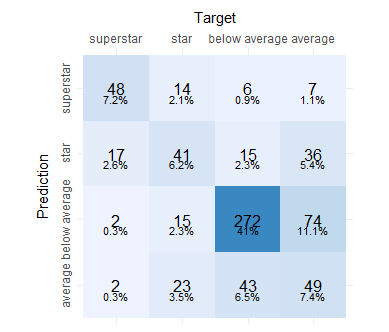 Target
superstar star below average average
Prediction
superstar
48 14 6 7
7.2% 2.1% 0.9% 1.1%
star
17 41 15 36
2.6% 6.2% 2.3% 5.4%
below average
2 15 272 74
0.3% 2.3% 41% 11.1%
average
2 23 43 49
0.3% 3.5% 6.5% 7.4%